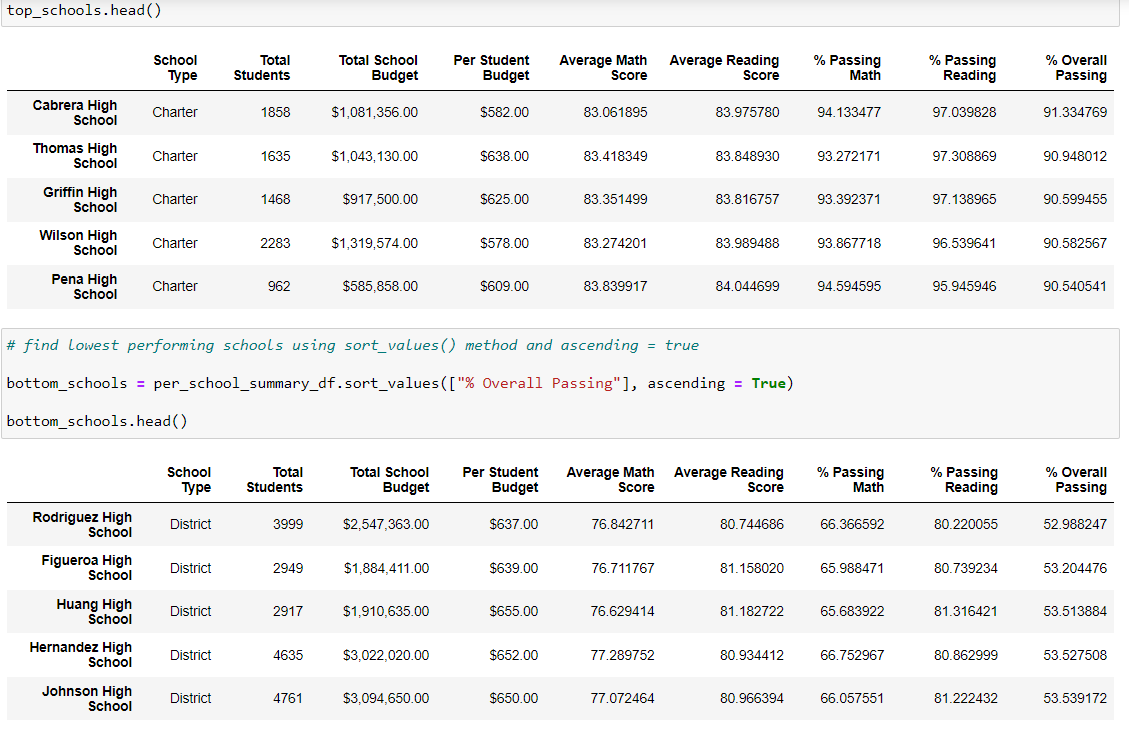 top_schools.head()
School Type Total Students Total School Budget Per Student Budget Average Math Score Average Reading Score % Passing Math % Passing Reading % Overall Passing
Cabrera High School Charter 1858 $1,081,356.00 $582.00 83.061895 83.975780 94.133477 97.039828 91.334769
Thomas High School Charter 1635 $1,043,130.00 $638.00 83.418349 83.848930 93.272171 97.308869 90.948012
Griffin High School Charter 1468 $917,500.00 $625.00 83.351499 83.816757 93.392371 97.138965 90.599455
Wilson High School Charter 2283 $1,319,574.00 $578.00 83.274201 83.989488 93.867718 96.539641 90.582567
Pena High School Charter 962 $585,858.00 $609.00 83.839917 84.044699 94.594595 95.945946 90.540541
# find lowest performing schools using sort_values() method and ascending = true
bottom_schools = per_school_summary_df.sort_values(["% Overall Passing"], ascending = True)
bottom_schools.head()
School Type Total Students Total School Budget Per Student Budget Average Math Score Average Reading Score % Passing Math % Passing Reading % Overall Passing
Rodriguez High School District 3999 $2,547,363.00 $637.00 76.842711 80.744686 66.366592 80.220055 52.988247
Figueroa High School District 2949 $1,884,411.00 $639.00 76.711767 81.158020 65.988471 80.739234 53.204476
Huang High School District 2917 $1,910,635.00 $655.00 76.629414 81.182722 65.683922 81.316421 53.513884
Hernandez High School District 4635 $3,022,020.00 $652.00 77.289752 80.934412 66.752967 80.862999 53.527508
Johnson High School District 4761 $3,094,650.00 $650.00 77.072464 80.966394 66.057551 81.222432 53.539172